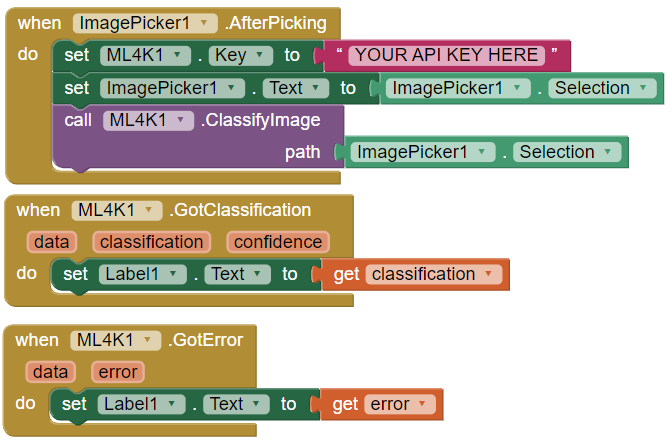 when ImagePicker1 .AfterPicking
do set ML4K1 . Key to “ YOUR API KEY HERE ”
set ImagePicker1 . Text to ImagePicker1 . Selection
call ML4K1 .ClassifyImage
path ImagePicker1 . Selection
when ML4K1 .GotClassification
data classification confidence
do set Label1 . Text to get classification
when ML4K1 .GotError
data error
do set Label1 . Text to get error